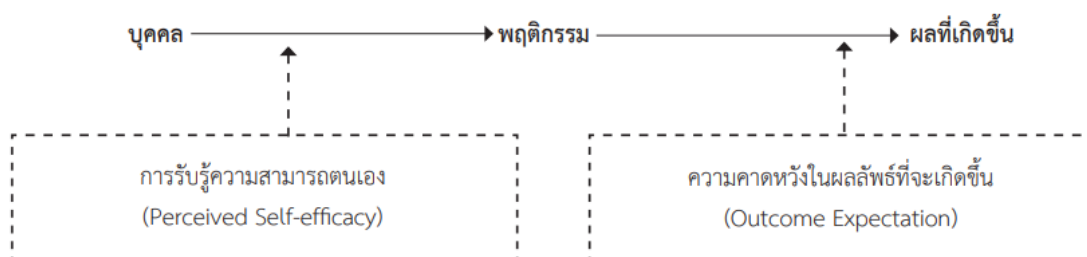 บุคคล พฤติกรรม ผลที่เกิดขึ้น
การรับรู้ความสามารถตนเอง
(Perceived Self-efficacy)
ความคาดหวังในผลลัพธ์ที่จะเกิดขึ้น
(Outcome Expectation)